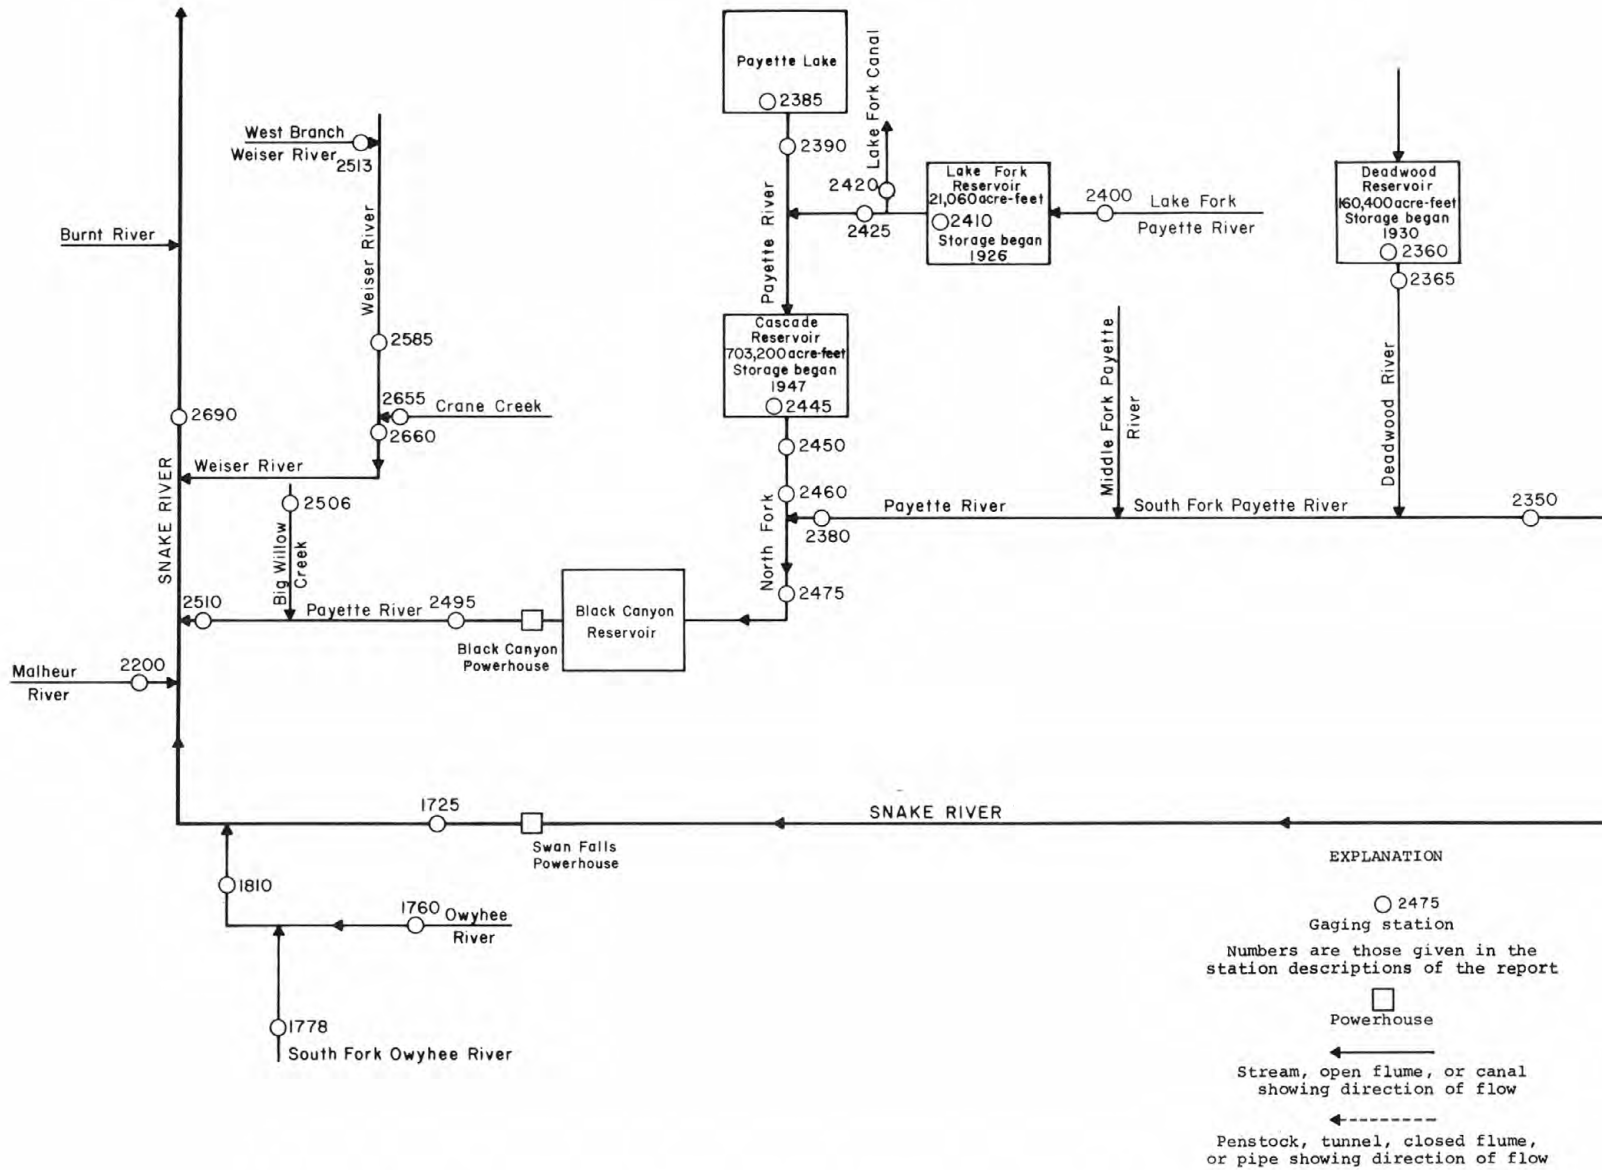 Payette Lake
2385
2390
Lake Fork Canal
West Branch
Weiser River
2513
Weiser River
Burnt River
2420
2425
Payette River
Lake Fork
Reservoir
21,060 acre-feet
2410
Storage began
1926
2400
Lake Fork
Payette River
Deadwood
Reservoir
160,400 acre-feet
Storage began
1930
2360
2365
2585
2655
Crane Creek
2660
2690
Weiser River
SNAKE RIVER
2506
Big Willow
Creek
Cascade
Reservoir
703,200 acre-feet
Storage began
1947
2445
2450
2460
North Fork
2380
Payette River
Middle Fork Payette
River
South Fork Payette River
Deadwood River
2350
2475
2510
Payette River
2495
Black Canyon
Powerhouse
Black Canyon
Reservoir
Malheur
River
2200
1725
Swan Falls
Powerhouse
SNAKE RIVER
1810
1760
Owyhee
River
1778
South Fork Owyhee River
EXPLANATION
2475
Gaging station
Numbers are those given in the
station descriptions of the report
Powerhouse
Stream, open flume, or canal
showing direction of flow
Penstock, tunnel, closed flume,
or pipe showing direction of flow